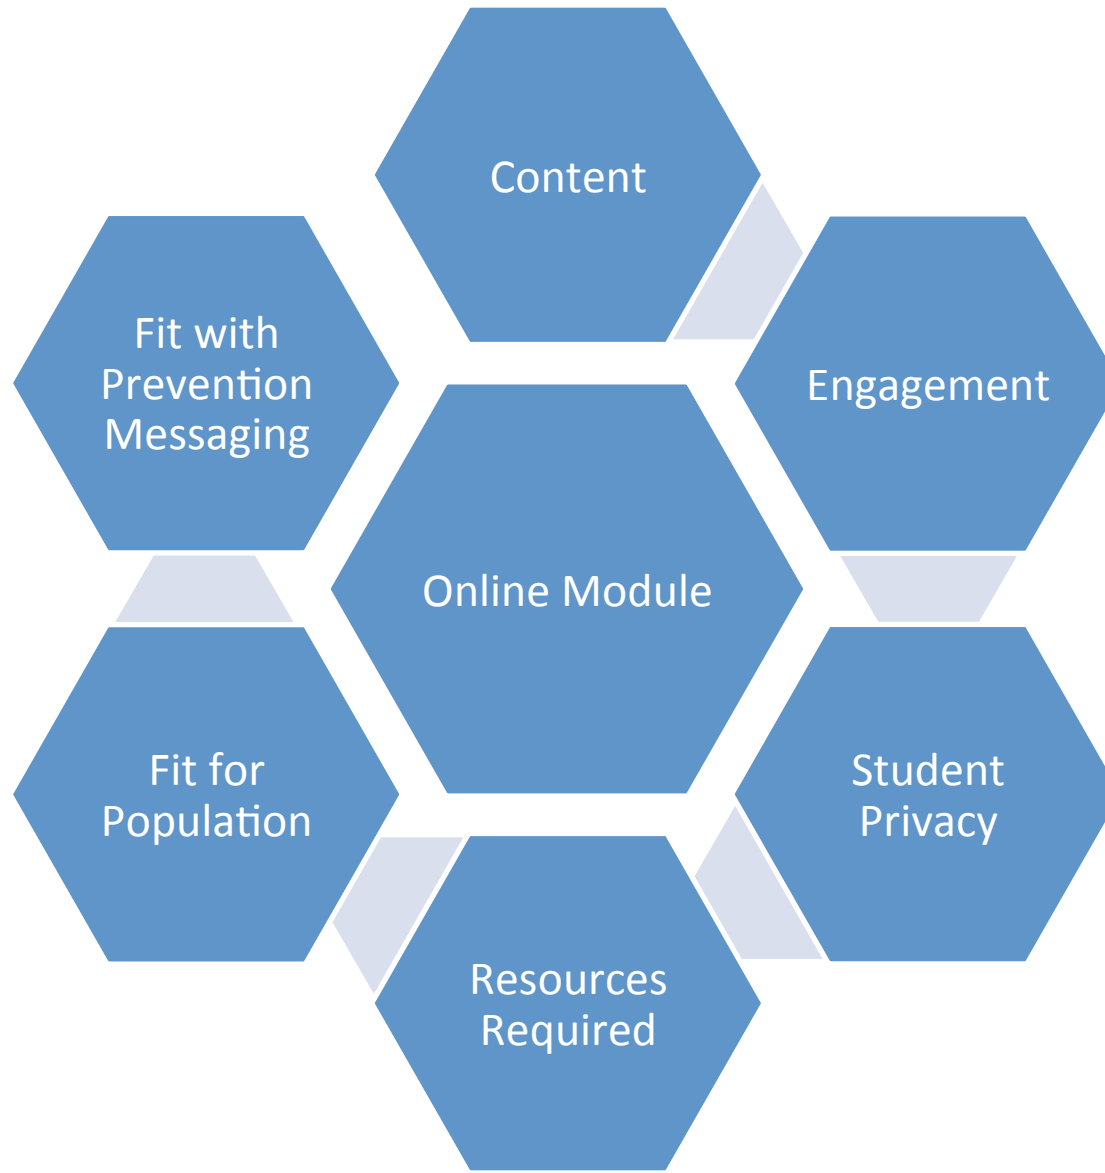 Content
Engagement
Student
Privacy
Resources
Required
Fit for
Population
Fit with
Prevention
Messaging
Online Module